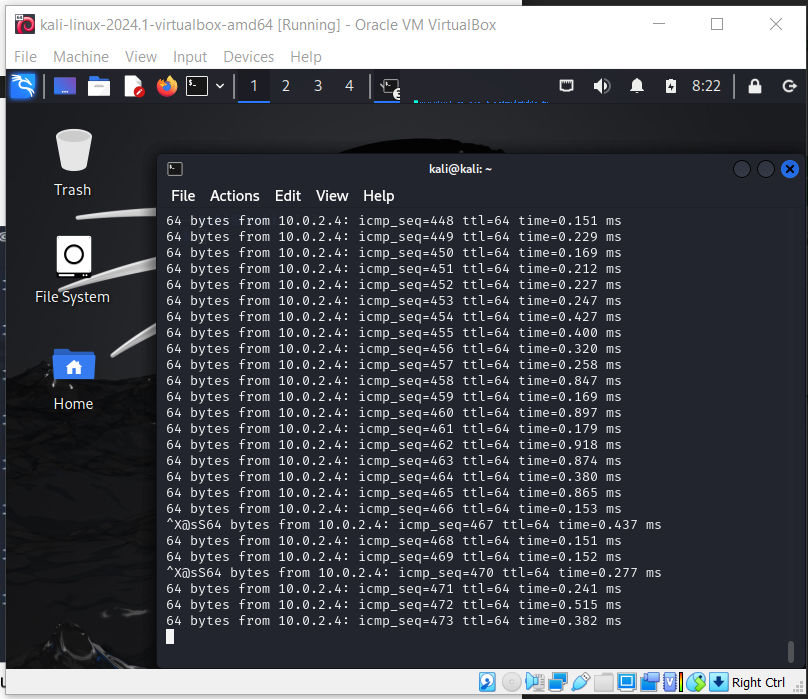 kali-linux-2024.1-virtualbox-amd64 [Running] - Oracle VM VirtualBox
File Machine View Input Devices Help
1 2 3 4 3 8:22
Trash
File System
Home
kali@kali: ~
File Actions Edit View Help
64 bytes from 10.0.2.4: icmp_seq=448 ttl=64 time=0.151 ms
64 bytes from 10.0.2.4: icmp_seq=449 ttl=64 time=0.229 ms
64 bytes from 10.0.2.4: icmp_seq=450 ttl=64 time=0.169 ms
64 bytes from 10.0.2.4: icmp_seq=451 ttl=64 time=0.212 ms
64 bytes from 10.0.2.4: icmp_seq=452 ttl=64 time=0.227 ms
64 bytes from 10.0.2.4: icmp_seq=453 ttl=64 time=0.247 ms
64 bytes from 10.0.2.4: icmp_seq=454 ttl=64 time=0.427 ms
64 bytes from 10.0.2.4: icmp_seq=455 ttl=64 time=0.400 ms
64 bytes from 10.0.2.4: icmp_seq=456 ttl=64 time=0.320 ms
64 bytes from 10.0.2.4: icmp_seq=457 ttl=64 time=0.258 ms
64 bytes from 10.0.2.4: icmp_seq=458 ttl=64 time=0.847 ms
64 bytes from 10.0.2.4: icmp_seq=459 ttl=64 time=0.169 ms
64 bytes from 10.0.2.4: icmp_seq=460 ttl=64 time=0.897 ms
64 bytes from 10.0.2.4: icmp_seq=461 ttl=64 time=0.179 ms
64 bytes from 10.0.2.4: icmp_seq=462 ttl=64 time=0.918 ms
64 bytes from 10.0.2.4: icmp_seq=463 ttl=64 time=0.874 ms
64 bytes from 10.0.2.4: icmp_seq=464 ttl=64 time=0.380 ms
64 bytes from 10.0.2.4: icmp_seq=465 ttl=64 time=0.865 ms
64 bytes from 10.0.2.4: icmp_seq=466 ttl=64 time=0.153 ms
^X@sS64 bytes from 10.0.2.4: icmp_seq=467 ttl=64 time=0.437 ms
64 bytes from 10.0.2.4: icmp_seq=468 ttl=64 time=0.151 ms
64 bytes from 10.0.2.4: icmp_seq=469 ttl=64 time=0.152 ms
^X@sS64 bytes from 10.0.2.4: icmp_seq=470 ttl=64 time=0.277 ms
64 bytes from 10.0.2.4: icmp_seq=471 ttl=64 time=0.241 ms
64 bytes from 10.0.2.4: icmp_seq=472 ttl=64 time=0.515 ms
64 bytes from 10.0.2.4: icmp_seq=473 ttl=64 time=0.382 ms
Right Ctrl